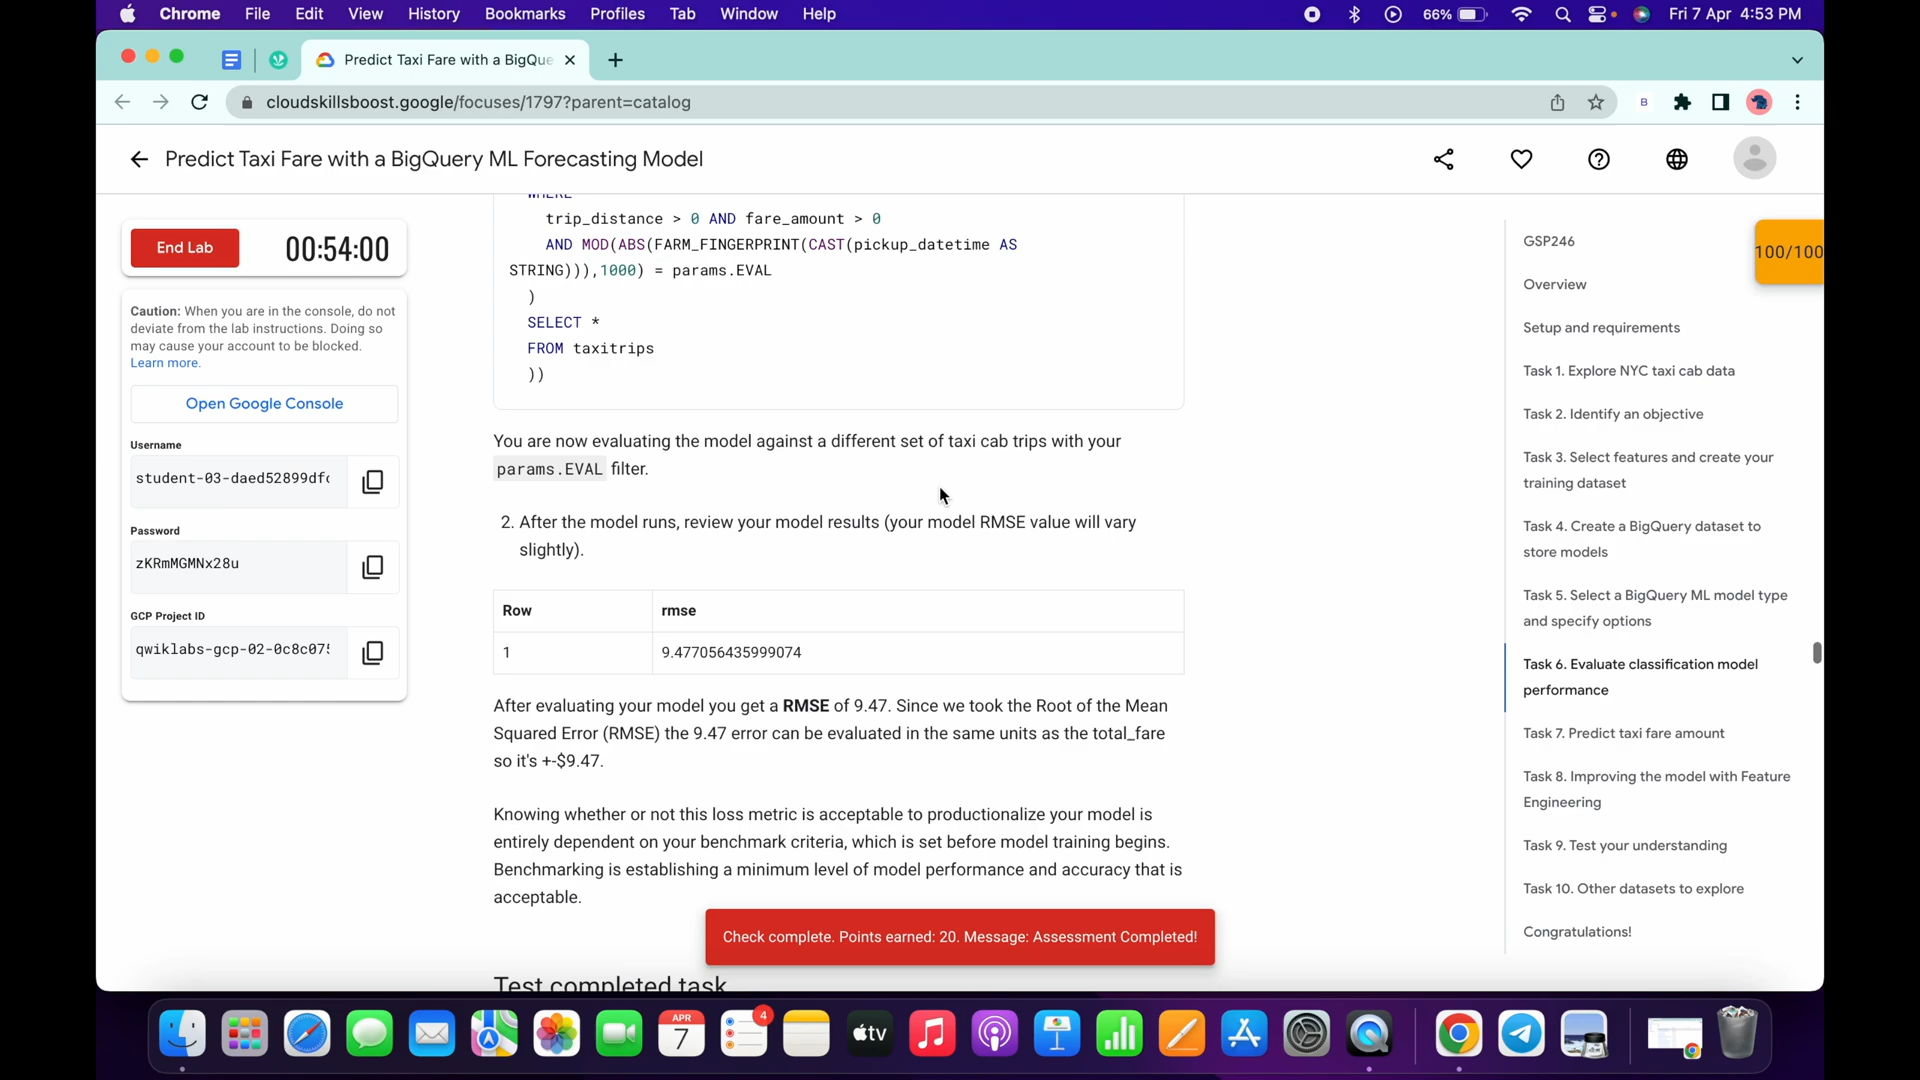 Chrome File Edit View History Bookmarks Profiles Tab Window Help 66% Fri 7 Apr 4:53 PM
Predict Taxi Fare with a BigQue
cloudskillsboost.google/focuses/1797?parent=catalog
B
Predict Taxi Fare with a BigQuery ML Forecasting Model
End Lab 00:54:00
Caution: When you are in the console, do not
deviate from the lab instructions. Doing so
may cause your account to be blocked.
Learn more.
Open Google Console
Username
student-03-daed52899dfc
Password
zKRmMGMNx28u
GCP Project ID
qwiklabs-gcp-02-0c8c075
WHERE
trip_distance > 0 AND fare_amount > 0
AND MOD(ABS(FARM_FINGERPRINT(CAST(pickup_datetime AS
STRING))),1000) = params.EVAL
)
SELECT *
FROM taxitrips
))
You are now evaluating the model against a different set of taxi cab trips with your
params.EVAL filter.
2. After the model runs, review your model results (your model RMSE value will vary
slightly).
Row rmse
1 9.477056435999074
After evaluating your model you get a RMSE of 9.47. Since we took the Root of the Mean
Squared Error (RMSE) the 9.47 error can be evaluated in the same units as the total_fare
so it's +-$9.47.
Knowing whether or not this loss metric is acceptable to productionalize your model is
entirely dependent on your benchmark criteria, which is set before model training begins.
Benchmarking is establishing a minimum level of model performance and accuracy that is
acceptable.
Check complete. Points earned: 20. Message: Assessment Completed!
Test completed task
100/100
GSP246
Overview
Setup and requirements
Task 1. Explore NYC taxi cab data
Task 2. Identify an objective
Task 3. Select features and create your
training dataset
Task 4. Create a BigQuery dataset to
store models
Task 5. Select a BigQuery ML model type
and specify options
Task 6. Evaluate classification model
performance
Task 7. Predict taxi fare amount
Task 8. Improving the model with Feature
Engineering
Task 9. Test your understanding
Task 10. Other datasets to explore
Congratulations!
APR
7
4
tv